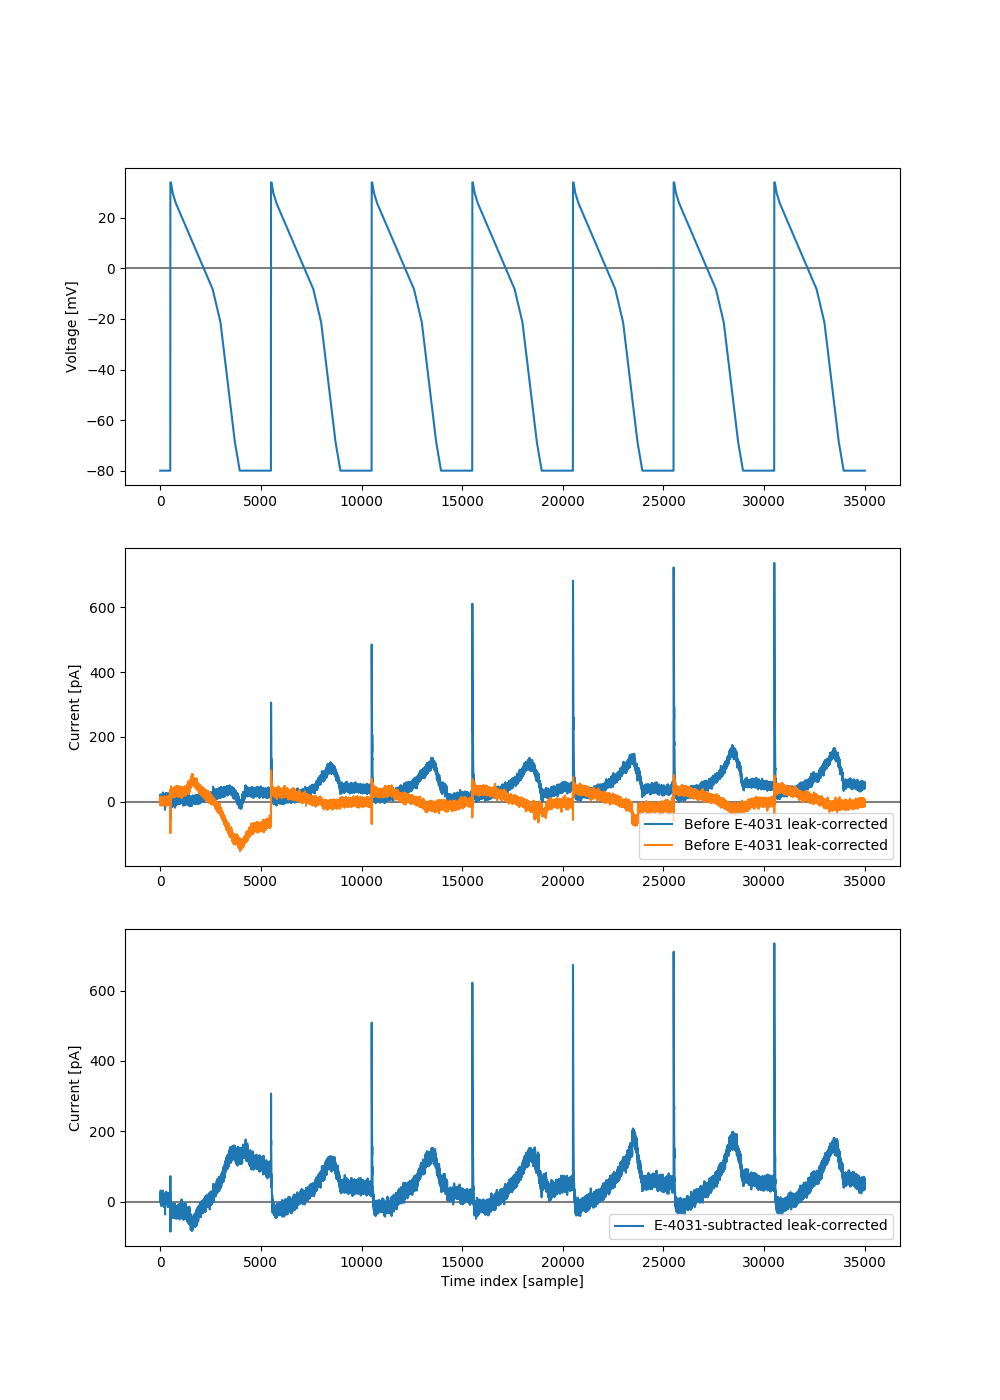 Voltage [mV]
20
0
−20
−40
−60
−80
0 5000 10000 15000 20000 25000 30000 35000
Current [pA]
600
400
200
0
Before E-4031 leak-corrected
Before E-4031 leak-corrected
0 5000 10000 15000 20000 25000 30000 35000
Current [pA]
600
400
200
0
E-4031-subtracted leak-corrected
0 5000 10000 15000 20000 25000 30000 35000
Time index [sample]